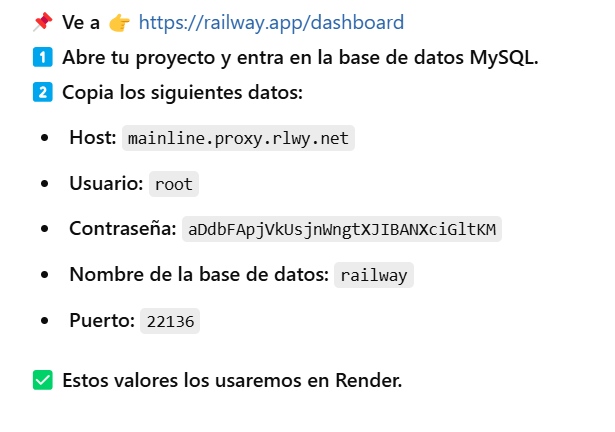 📌 Ve a 👉 https://railway.app/dashboard
1️⃣ Abre tu proyecto y entra en la base de datos MySQL.
2️⃣ Copia los siguientes datos:
• Host: mainline.proxy.rlwy.net
• Usuario: root
• Contraseña: aDdbFApjVkUsjnWngtXJIBANXciGltKM
• Nombre de la base de datos: railway
• Puerto: 22136
✅ Estos valores los usaremos en Render.